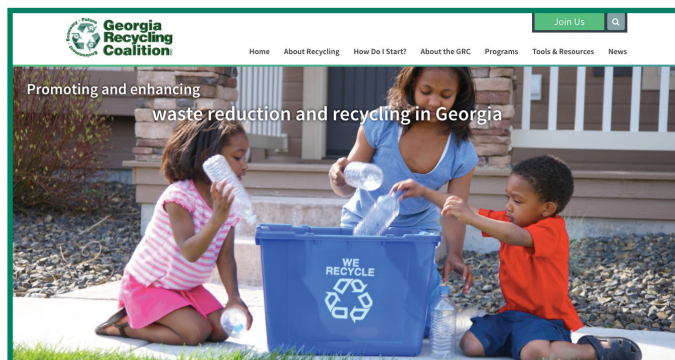 Georgia
Recycling
Coalition
Join Us
Home About Recycling How Do I Start? About the GRC Programs Tools & Resources News
Promoting and enhancing
waste reduction and recycling in Georgia
WE
RECYCLE